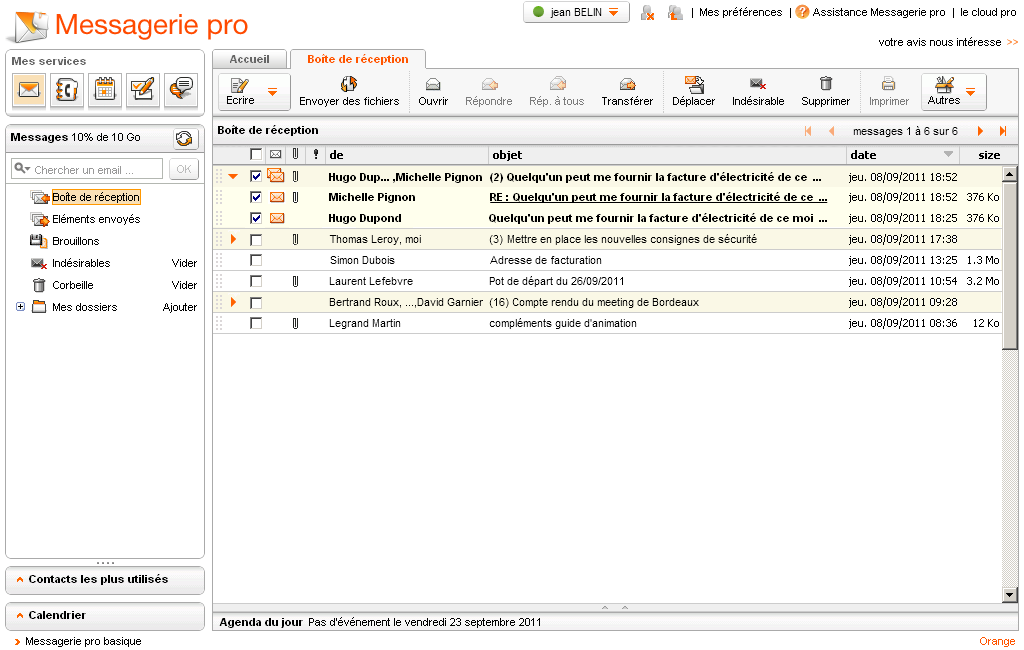 Messagerie pro
jean BELIN | Mes préférences | ? Assistance Messagerie pro | le cloud pro
votre avis nous intéresse >>
Mes services
Accueil Boîte de réception
Ecrire Envoyer des fichiers Ouvrir Répondre Rép. à tous Transférer Déplacer Indésirable Supprimer Imprimer Autres
Messages 10% de 10 Go
Chercher un email .... OK
Boîte de réception
Eléments envoyés
Brouillons
Indésirables Vider
Corbeille Vider
Mes dossiers Ajouter
Contacts les plus utilisés
Calendrier
Messagerie pro basique
Boîte de réception messages 1 à 6 sur 6
! de objet date size
Hugo Dup... ,Michelle Pignon (2) Quelqu'un peut me fournir la facture d'électricité de ce ... jeu. 08/09/2011 18:52
Michelle Pignon RE : Quelqu'un peut me fournir la facture d'électricité de ce ... jeu. 08/09/2011 18:52 376 Ko
Hugo Dupond Quelqu'un peut me fournir la facture d'électricité de ce moi ... jeu. 08/09/2011 18:25 376 Ko
Thomas Leroy, moi (3) Mettre en place les nouvelles consignes de sécurité jeu. 08/09/2011 17:38
Simon Dubois Adresse de facturation jeu. 08/09/2011 13:25 1.3 Mo
Laurent Lefebvre Pot de départ du 26/09/2011 jeu. 08/09/2011 10:54 3.2 Mo
Bertrand Roux, ...,David Garnier (16) Compte rendu du meeting de Bordeaux jeu. 08/09/2011 09:28
Legrand Martin compléments guide d'animation jeu. 08/09/2011 08:36 12 Ko
Agenda du jour Pas d'événement le vendredi 23 septembre 2011
Orange